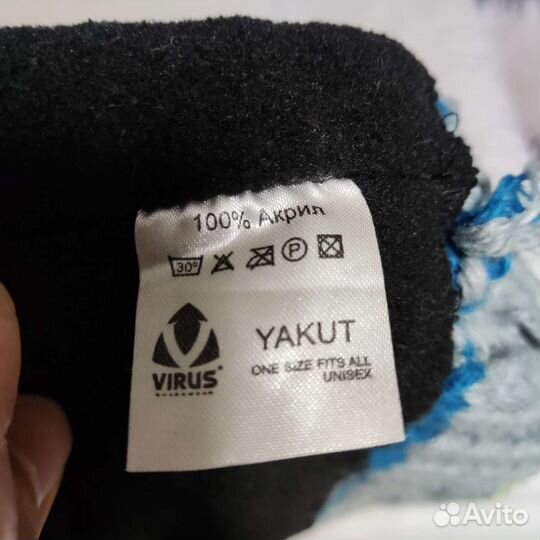 100% Акрил
30° P
YAKUT
ONE SIZE FITS ALL
UNISEX
VIRUS
Avito